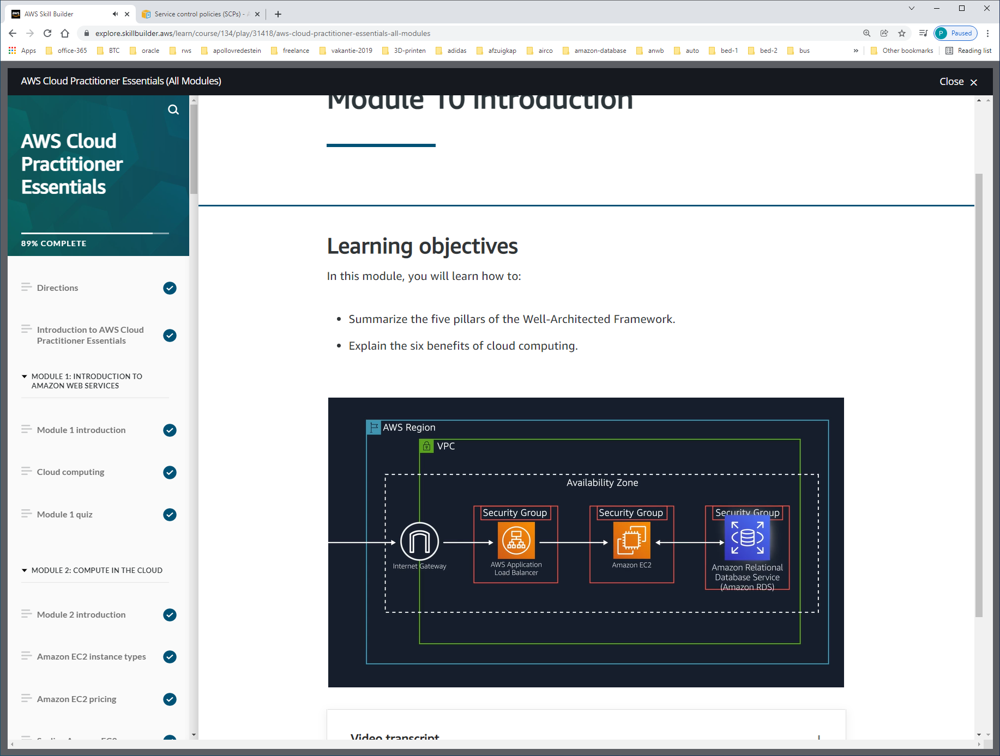 AWS Skill Builder
Service control policies (SCPs) - A
explore.skillbuilder.aws/learn/course/134/play/31418/aws-cloud-practitioner-essentials-all-modules
P Paused
Apps office-365 BTC oracle rws apollovredestein freelance vakantie-2019 3D-printen adidas afzuigkap airco amazon-database anwb auto bed-1 bed-2 bus » Other bookmarks Reading list
AWS Cloud Practitioner Essentials (All Modules)
Close
AWS Cloud
Practitioner
Essentials
89% COMPLETE
Directions
Introduction to AWS Cloud
Practitioner Essentials
MODULE 1: INTRODUCTION TO
AMAZON WEB SERVICES
Module 1 introduction
Cloud computing
Module 1 quiz
MODULE 2: COMPUTE IN THE CLOUD
Module 2 introduction
Amazon EC2 instance types
Amazon EC2 pricing
Module 10 introduction
Learning objectives
In this module, you will learn how to:
• Summarize the five pillars of the Well-Architected Framework.
• Explain the six benefits of cloud computing.
AWS Region
VPC
Availability Zone
Security Group
Security Group
Security Group
Internet Gateway
AWS Application
Load Balancer
Amazon EC2
Amazon Relational
Database Service
(Amazon RDS)
Video transcript